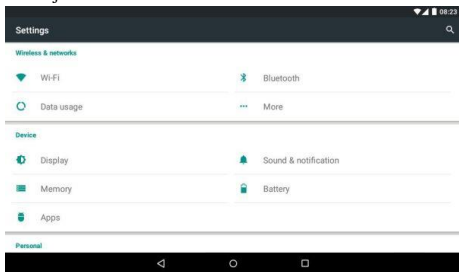 08:23
Settings
Wireless & networks
Wi-Fi
Bluetooth
Data usage
More
Device
Display
Sound & notification
Memory
Battery
Apps
Personal